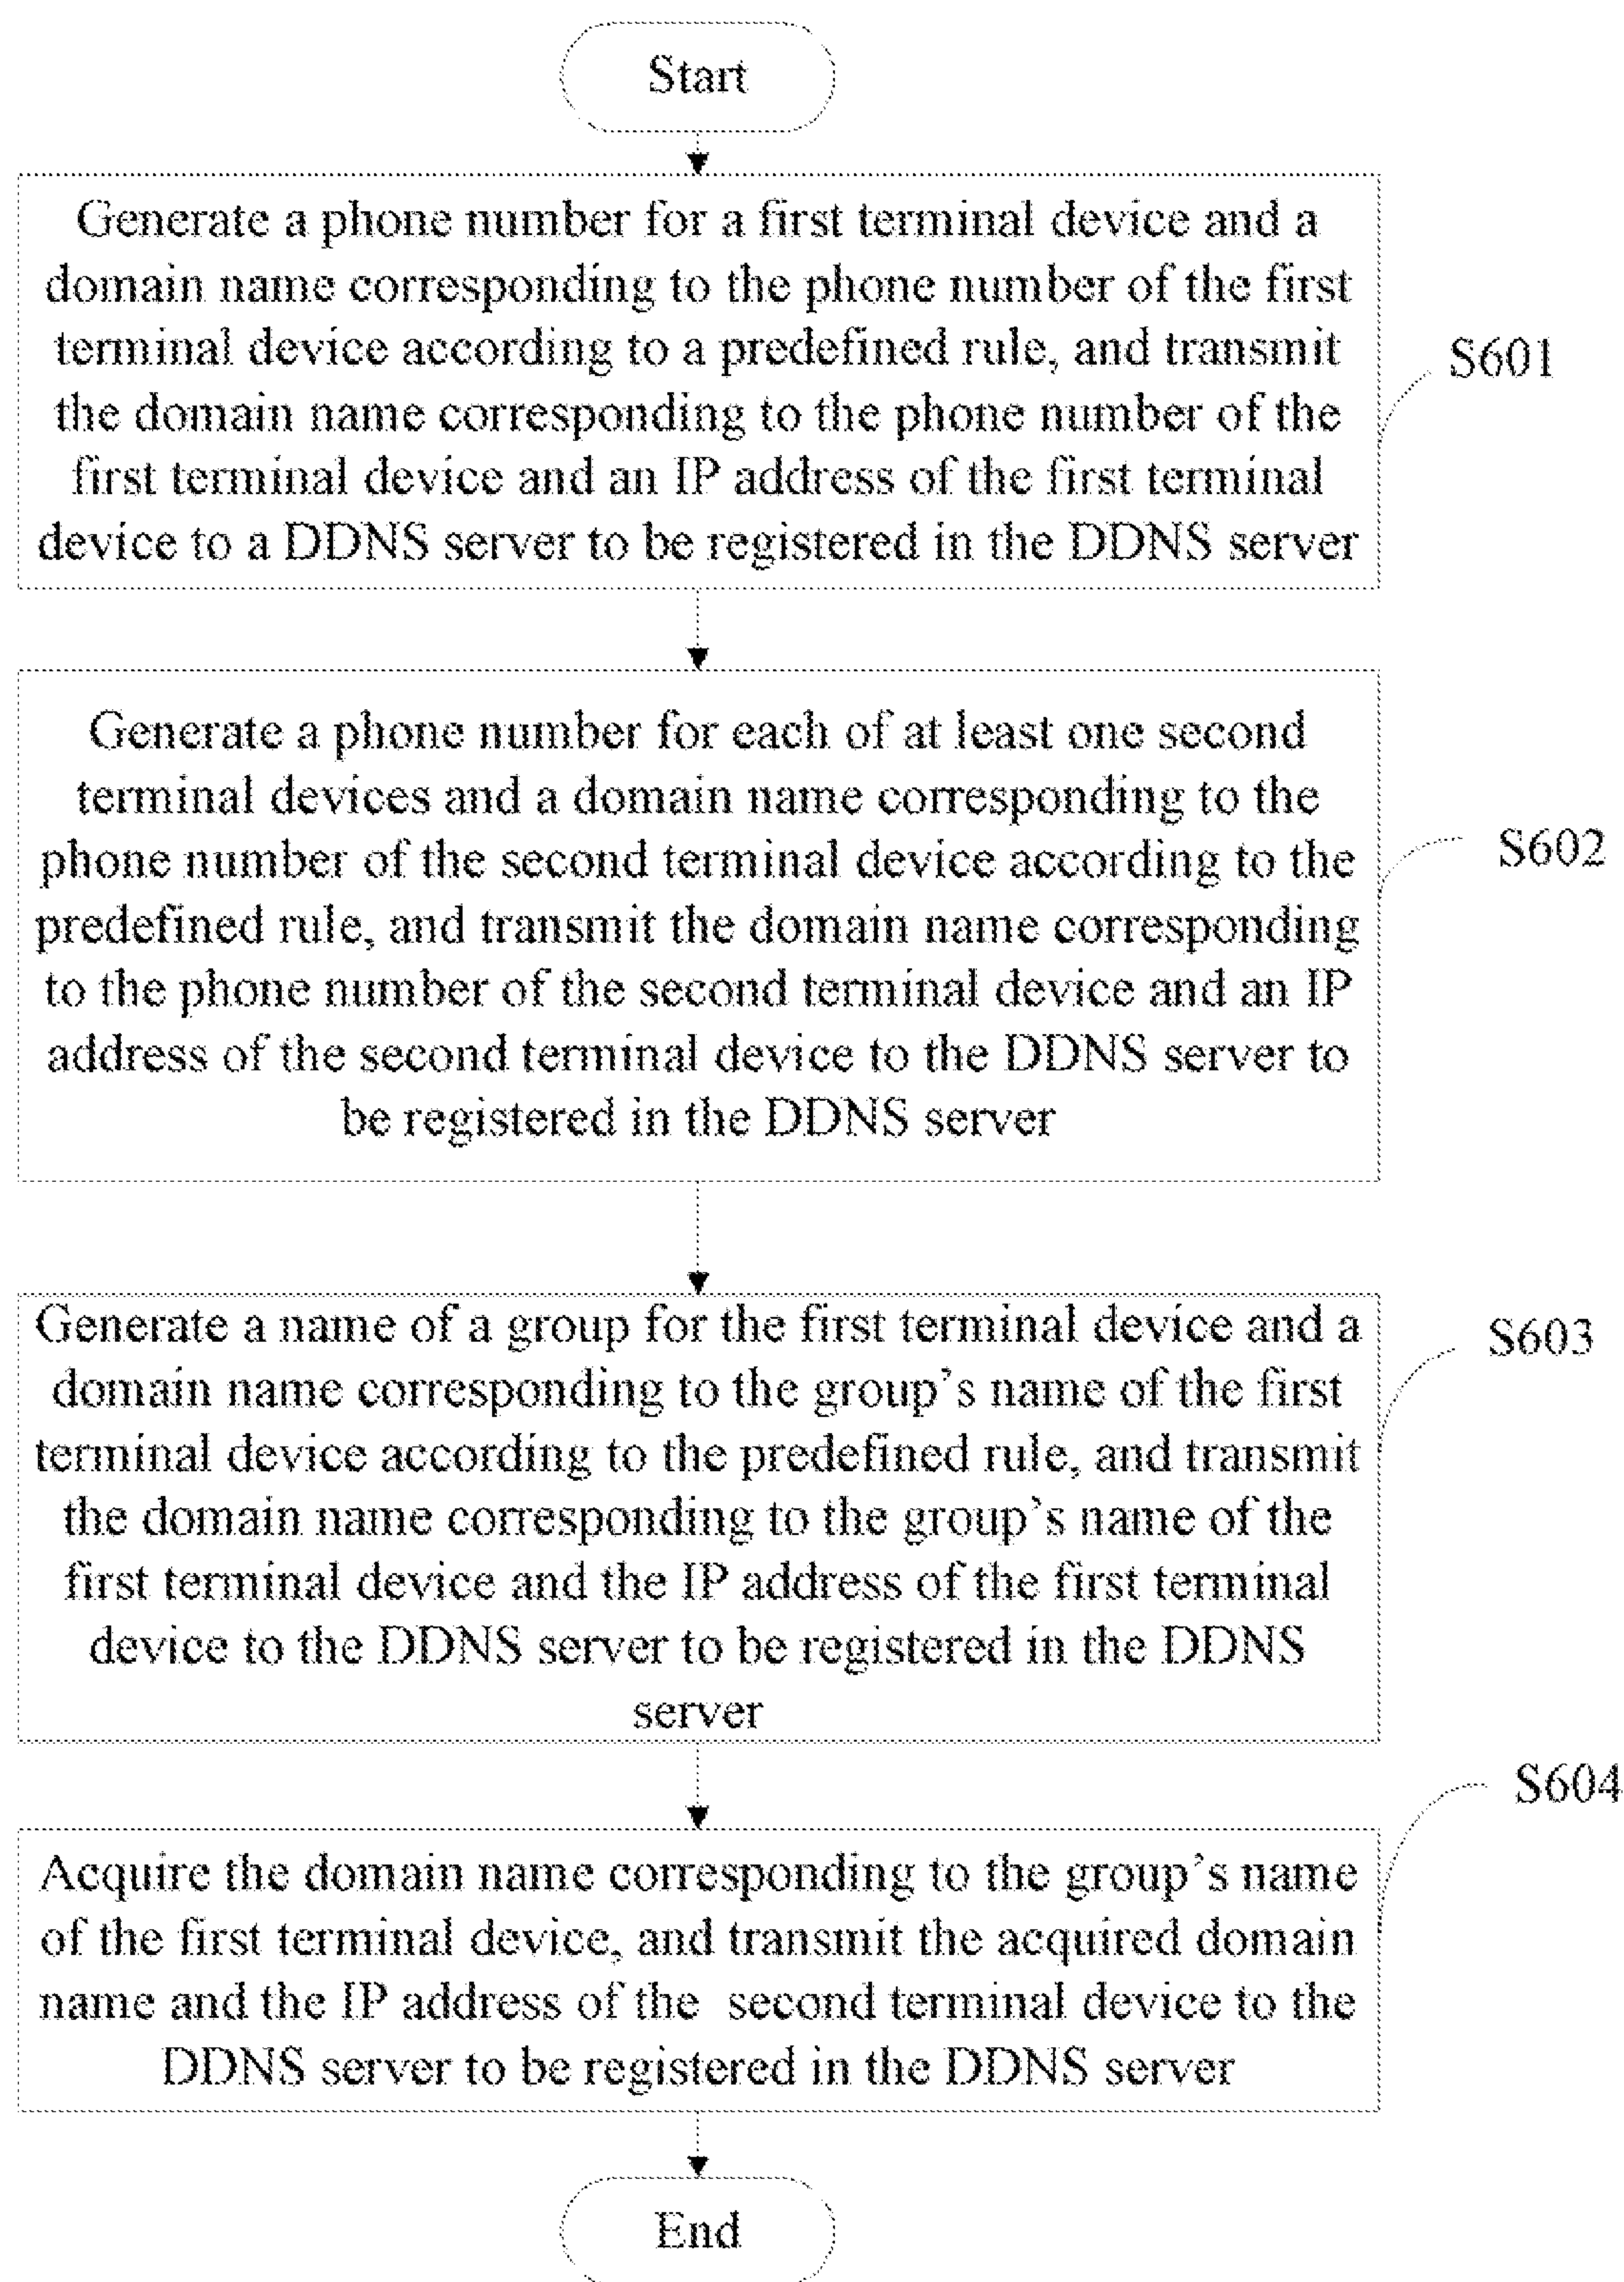 Start
Generate a phone number for a first terminal device and a
domain name corresponding to the phone number of the first
terminal device according to a predefined rule, and transmit
the domain name corresponding to the phone number of the
first terminal device and an IP address of the first terminal
device to a DDNS server to be registered in the DDNS server
S601
Generate a phone number for each of at least one second
terminal devices and a domain name corresponding to the
phone number of the second terminal device according to the
predefined rule, and transmit the domain name corresponding
to the phone number of the second terminal device and an IP
address of the second terminal device to the DDNS server to
be registered in the DDNS server
S602
Generate a name of a group for the first terminal device and a
domain name corresponding to the group’s name of the first
terminal device according to the predefined rule, and transmit
the domain name corresponding to the group’s name of the
first terminal device and the IP address of the first terminal
device to the DDNS server to be registered in the DDNS
server
S603
Acquire the domain name corresponding to the group’s name
of the first terminal device, and transmit the acquired domain
name and the IP address of the second terminal device to the
DDNS server to be registered in the DDNS server
S604
End